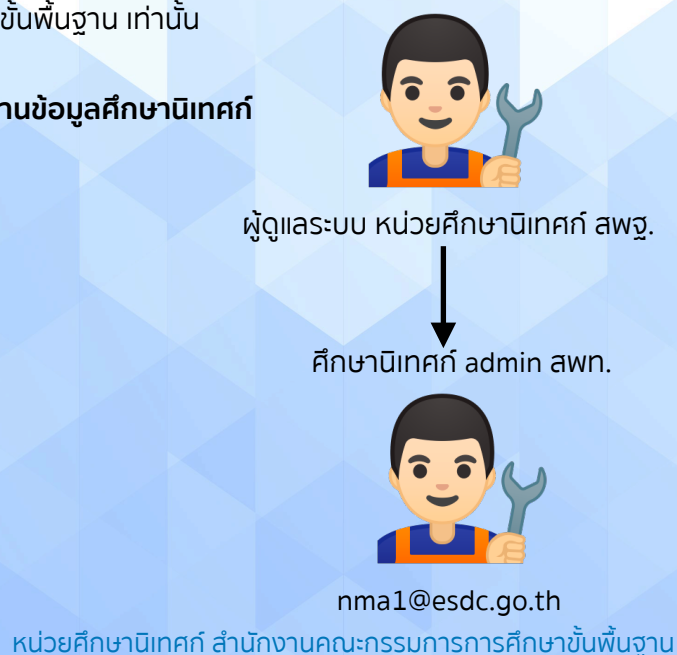 ขั้นพื้นฐาน เท่านั้น
านข้อมูลศึกษานิเทศก์
ผู้ดูแลระบบ หน่วยศึกษานิเทศก์ สพฐ.
ศึกษานิเทศก์ admin สพท.
nma1@esdc.go.th
หน่วยศึกษานิเทศก์ สำนักงานคณะกรรมการการศึกษาขั้นพื้นฐาน